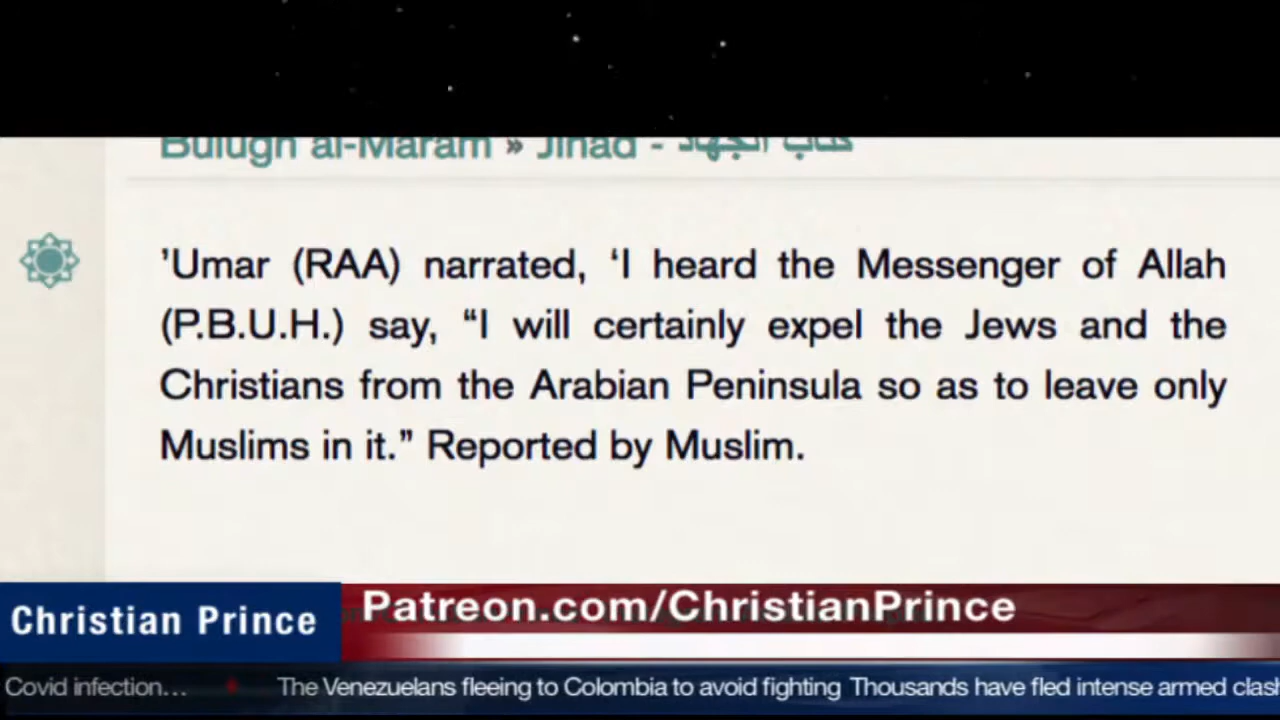 Bulugh al-Maram » Jihad - كتاب الجهاد
’Umar (RAA) narrated, ‘I heard the Messenger of Allah
(P.B.U.H.) say, “I will certainly expel the Jews and the
Christians from the Arabian Peninsula so as to leave only
Muslims in it.” Reported by Muslim.
Christian Prince
Patreon.com/ChristianPrince
Covid infection... The Venezuelans fleeing to Colombia to avoid fighting Thousands have fled intense armed clash